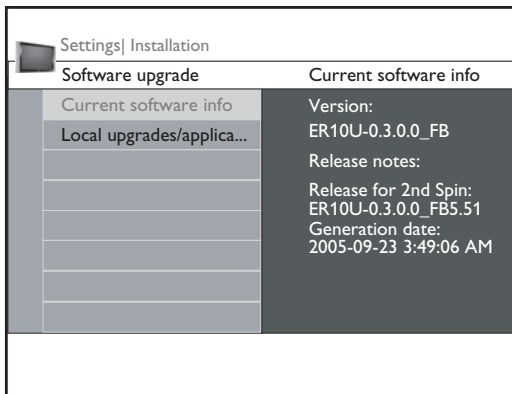 Settings| Installation
Software upgrade
Current software info
Current software info
Local upgrades/applica...
Version:
ER10U-0.3.0.0_FB
Release notes:
Release for 2nd Spin:
ER10U-0.3.0.0_FB5.51
Generation date:
2005-09-23 3:49:06 AM